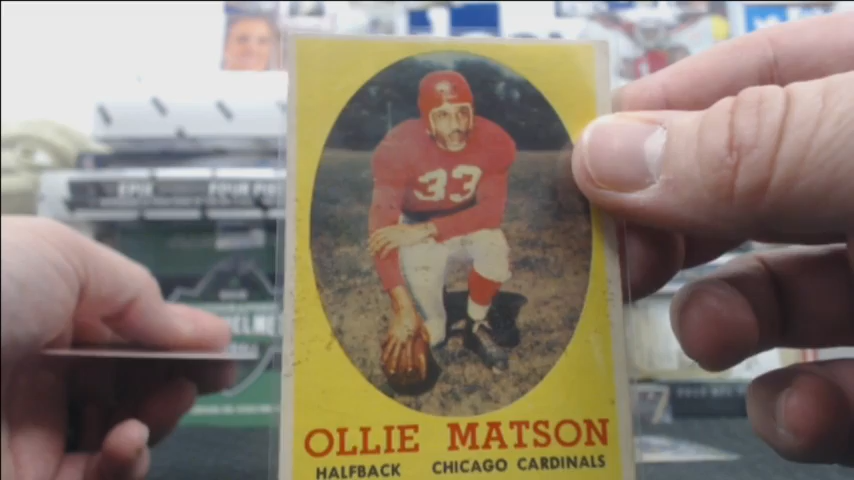 33
OLLIE MATSON
HALFBACK CHICAGO CARDINALS